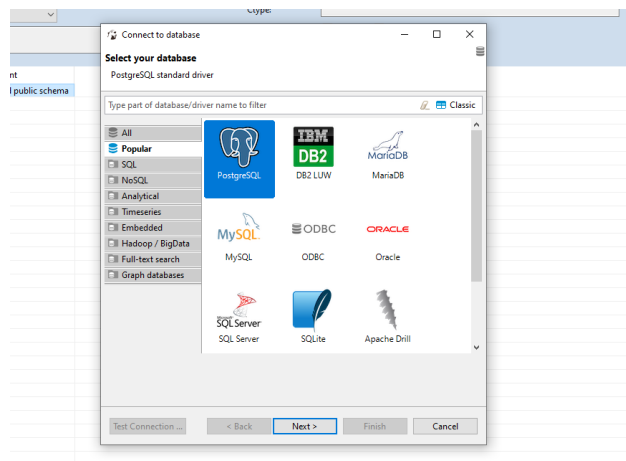 Ctype:
Connect to database
Select your database
PostgreSQL standard driver
nt
l public schema
Type part of database/driver name to filter
Classic
All
Popular
SQL
NoSQL
Analytical
Timeseries
Embedded
Hadoop / BigData
Full-text search
Graph databases
PostgreSQL
IBM
DB2
DB2 LUW
MariaDB
MariaDB
MySQL
MySQL
ODBC
ODBC
ORACLE
Oracle
Microsoft
SQL Server
SQL Server
SQLite
Apache Drill
Test Connection ...
< Back
Next >
Finish
Cancel